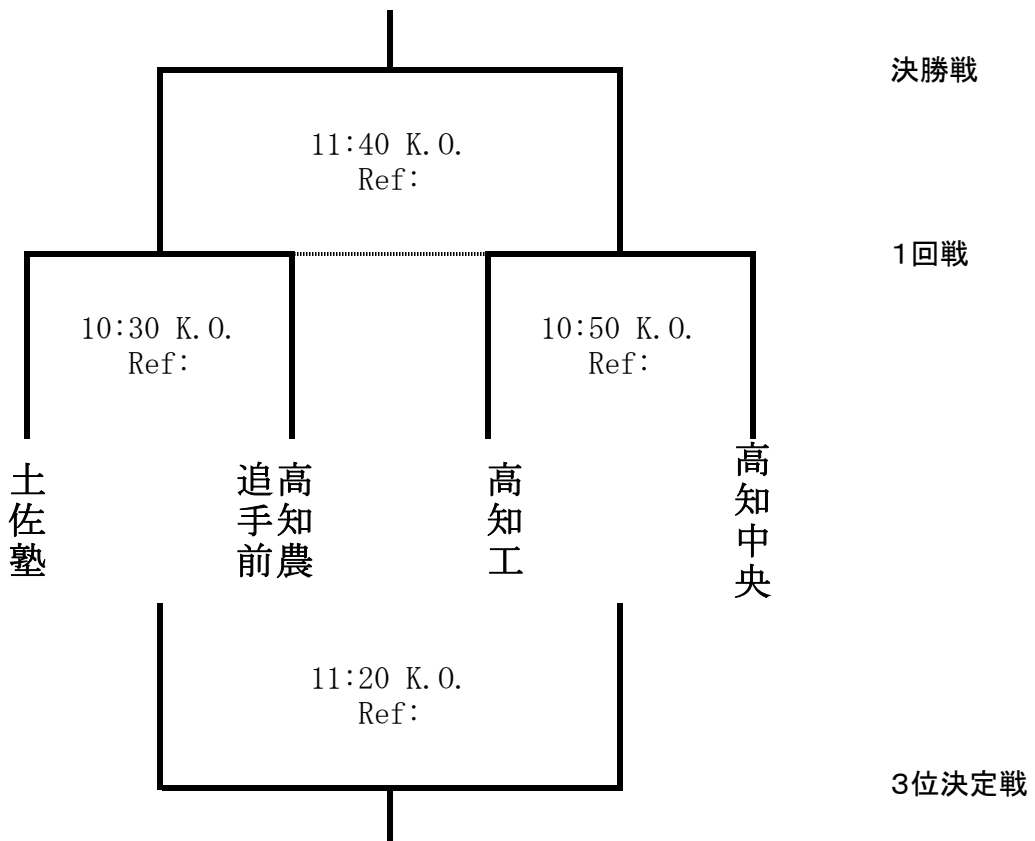 決勝戦
11:40 K.O.
Ref:
1回戦
10:30 K.O.
Ref:
10:50 K.O.
Ref:
土佐塾
高知農
追手前
高知工
高知中央
11:20 K.O.
Ref:
3位決定戦